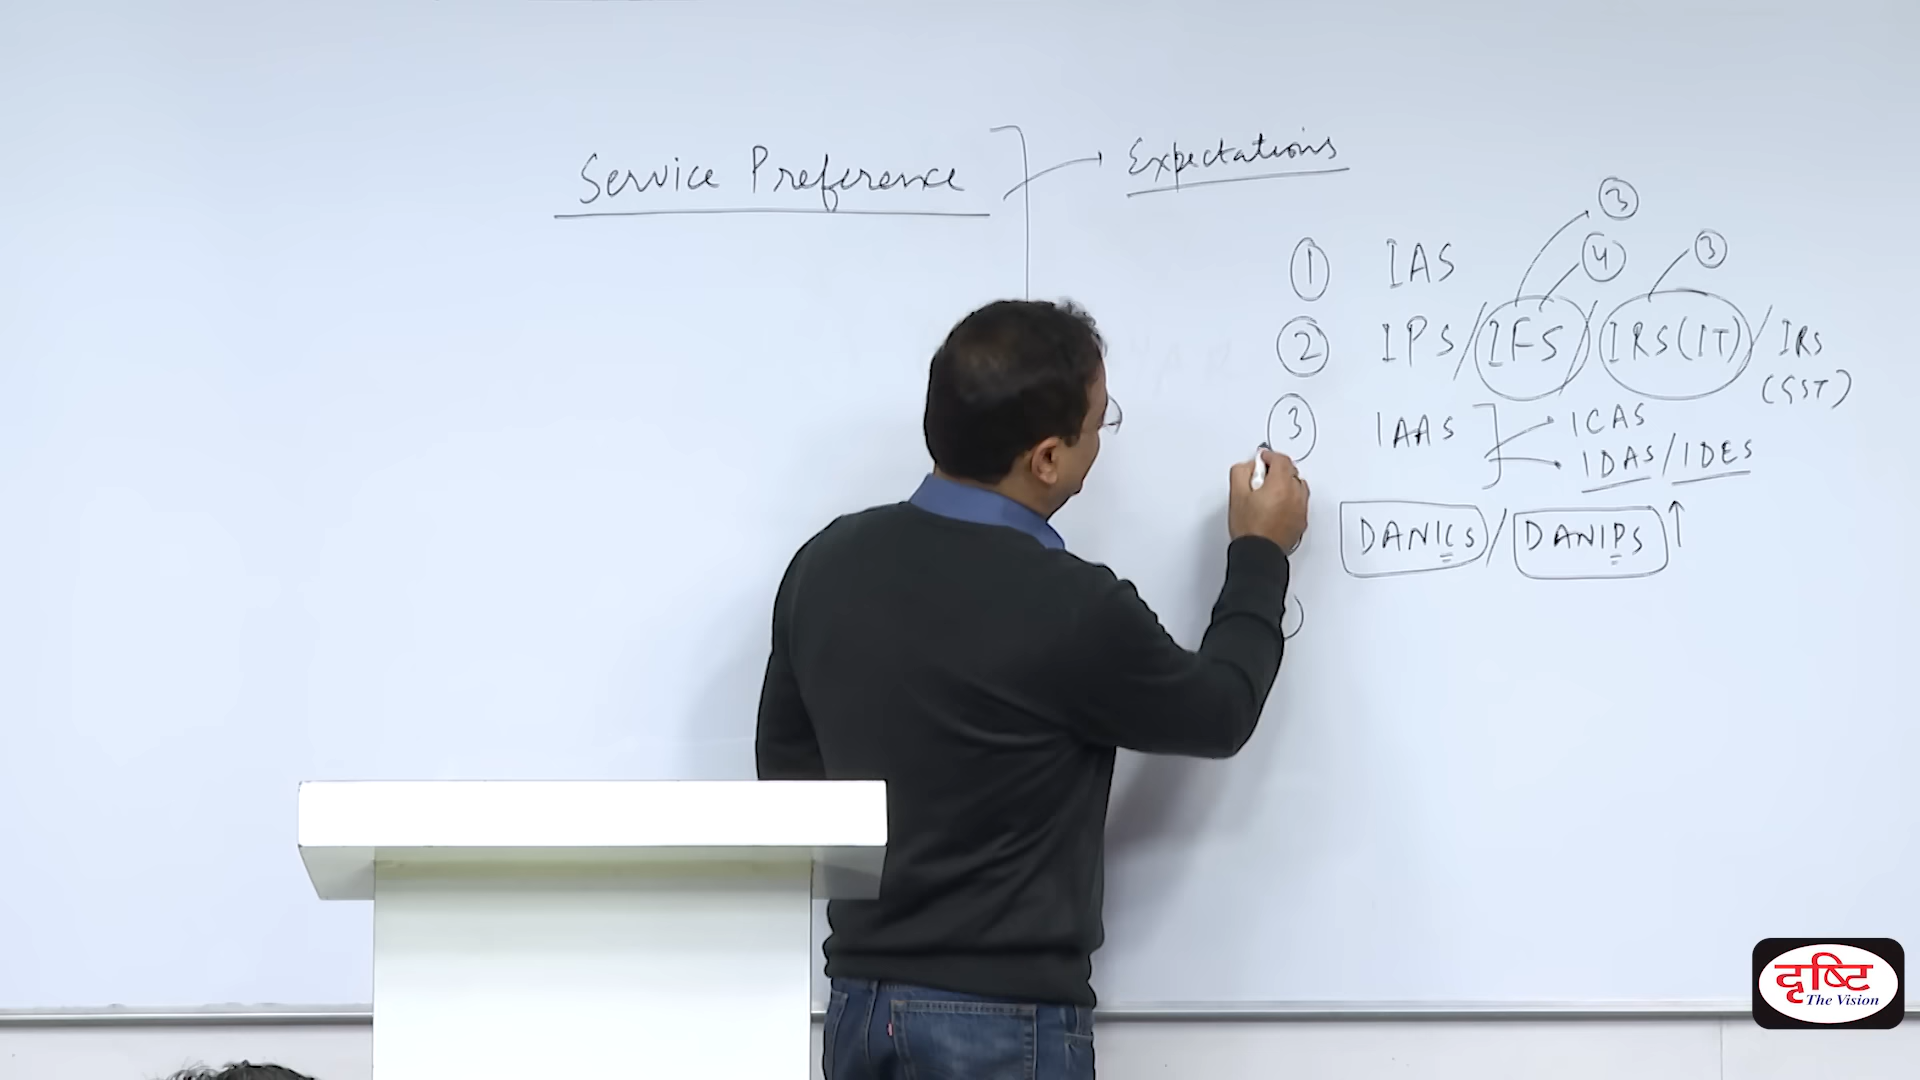 Service Preference
Expectations
3
4
3
1 IAS
2 IPS / IFS / IRS (IT) / IRS
(GST)
3 IAAS
ICAS
IDAS / IDES
DANICS / DANIPS ↑
दृष्टि
The Vision